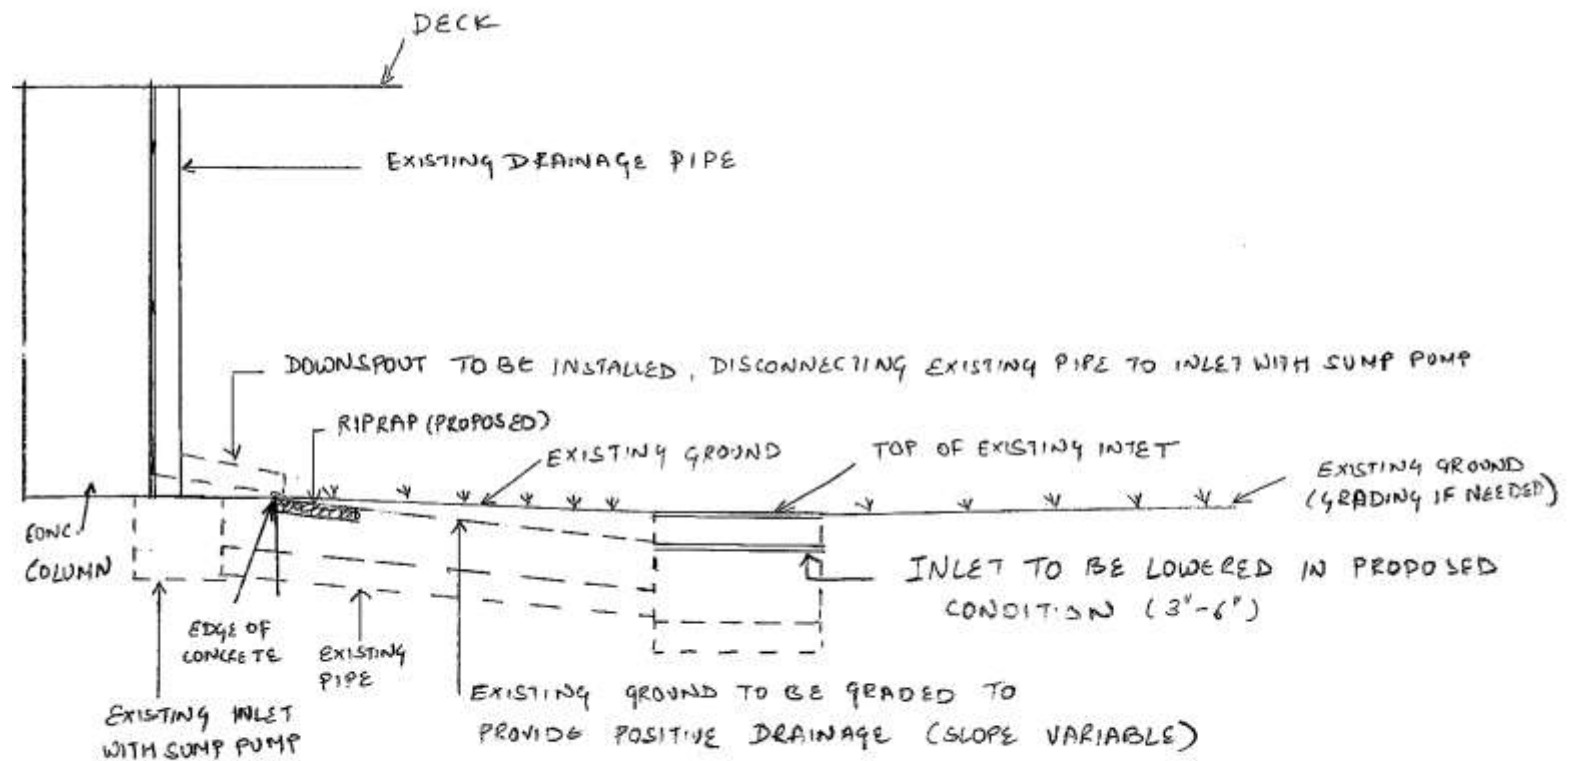 DECK
EXISTING DRAINAGE PIPE
DOWNSPOUT TO BE INSTALLED, DISCONNECTING EXISTING PIPE TO INLET WITH SUMP PUMP
RIPRAP (PROPOSED)
EXISTING GROUND
TOP OF EXISTING INTET
EXISTING GROUND
(GRADING IF NEEDED)
CONC.
COLUMN
INLET TO BE LOWERED IN PROPOSED
CONDITION (3"-6")
EDGE OF
CONCRETE
EXISTING
PIPE
EXISTING GROUND TO BE GRADED TO
PROVIDE POSITIVE DRAINAGE (SLOPE VARIABLE)
EXISTING INLET
WITH SUMP PUMP